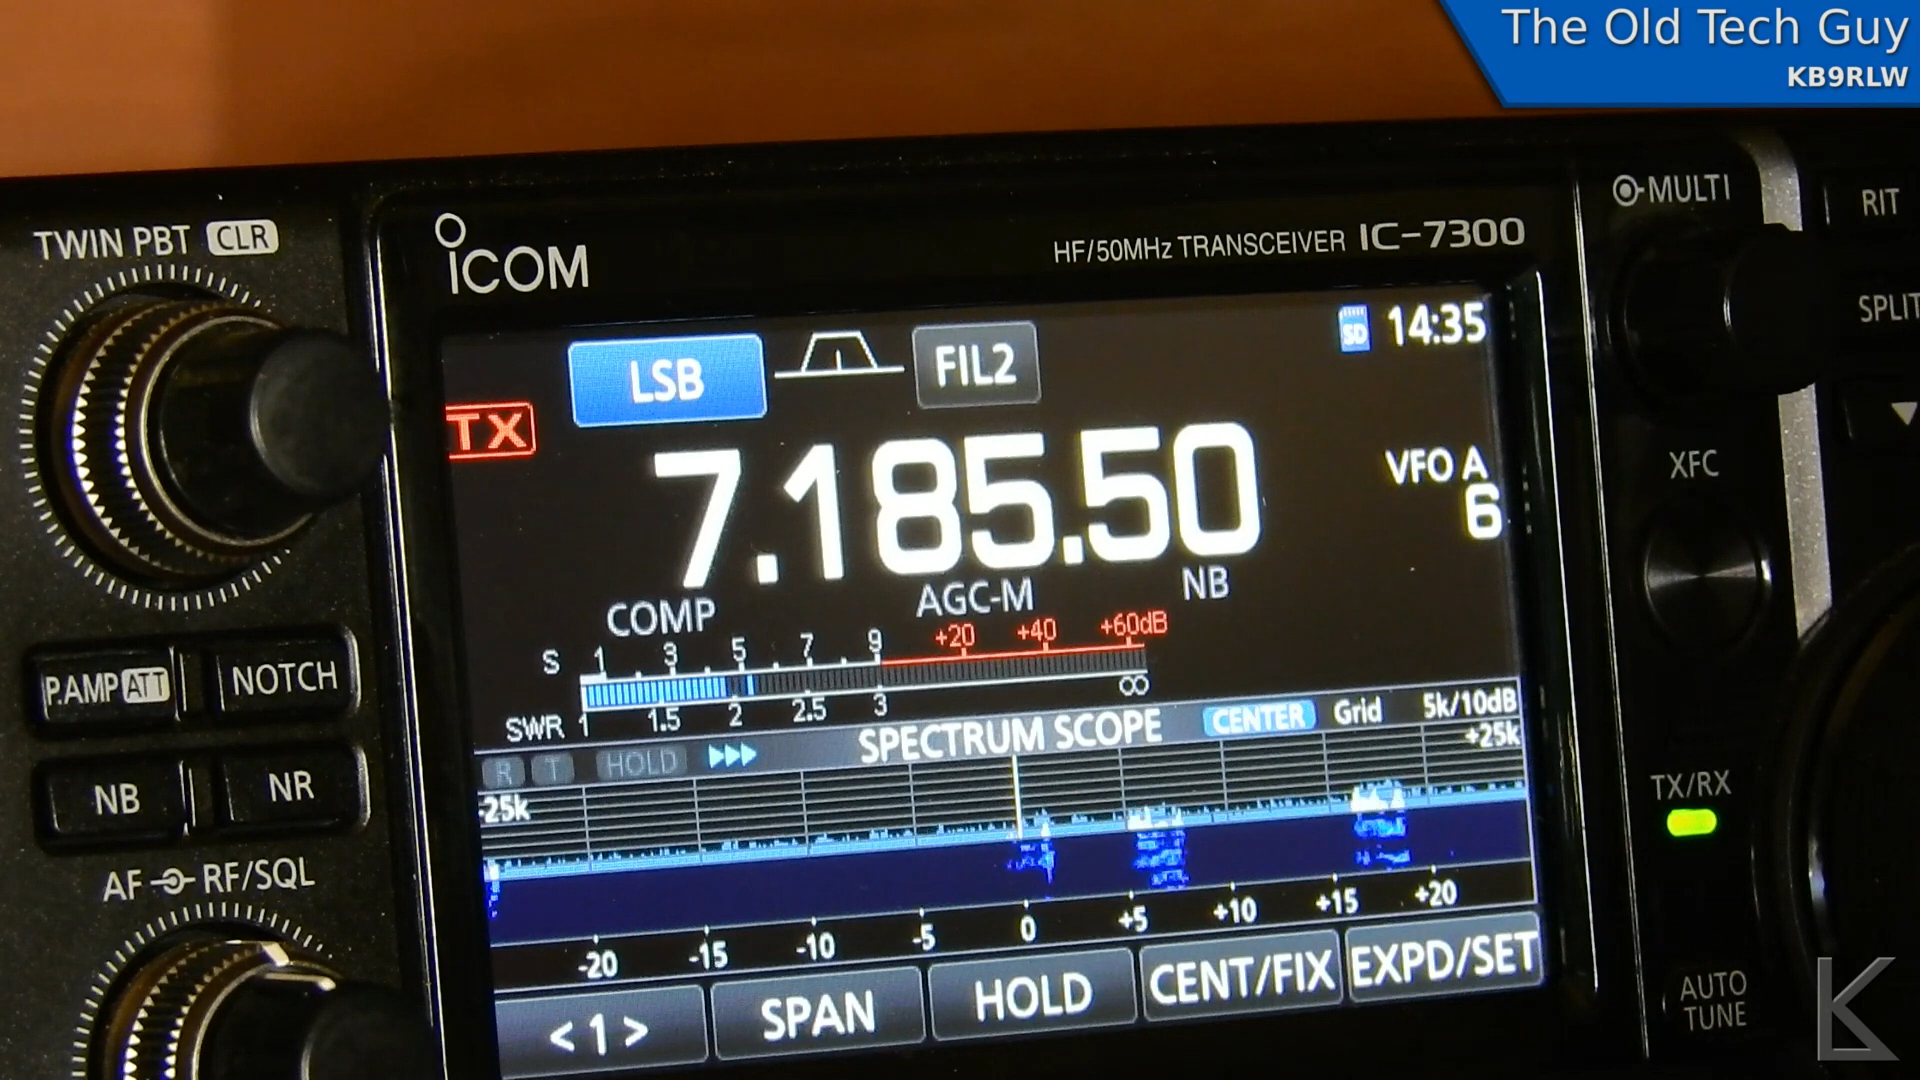 The Old Tech Guy
KB9RLW
TWIN PBT CLR
ICOM
HF/50MHz TRANSCEIVER IC-7300
MULTI
RIT
SPLIT
LSB
FIL2
SD 14:35
TX
7.185.50
VFO A
6
XFC
COMP
AGC-M
NB
S 1 3 5 7 9 +20 +40 +60dB
SWR 1 1.5 2 2.5 3 ∞
P.AMP ATT
NOTCH
NB
NR
AF RF/SQL
R T HOLD
SPECTRUM SCOPE
CENTER
Grid
5k/10dB
-25k
+25k
-20 -15 -10 -5 0 +5 +10 +15 +20
< 1 >
SPAN
HOLD
CENT/FIX
EXPD/SET
TX/RX
AUTO
TUNE
K